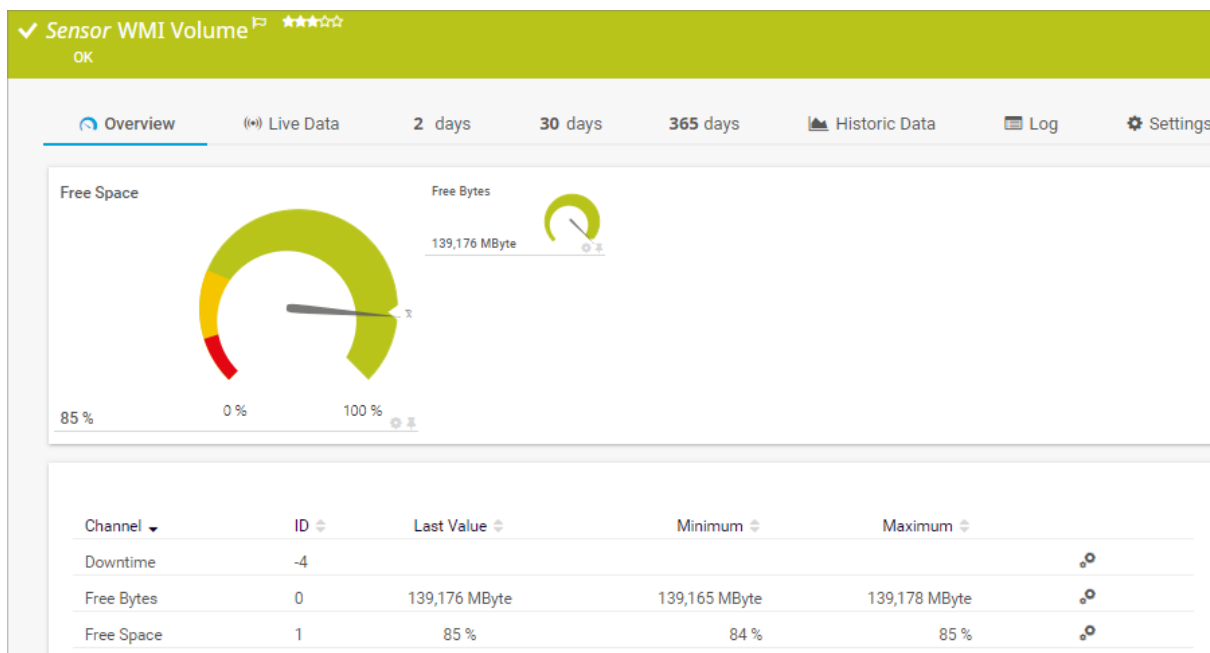 Sensor WMI Volume
OK
Overview Live Data 2 days 30 days 365 days Historic Data Log Settings
Free Space
Free Bytes
139,176 MByte
85 %
0 %
100 %
Channel ID Last Value Minimum Maximum
Downtime -4
Free Bytes 0 139,176 MByte 139,165 MByte 139,178 MByte
Free Space 1 85 % 84 % 85 %